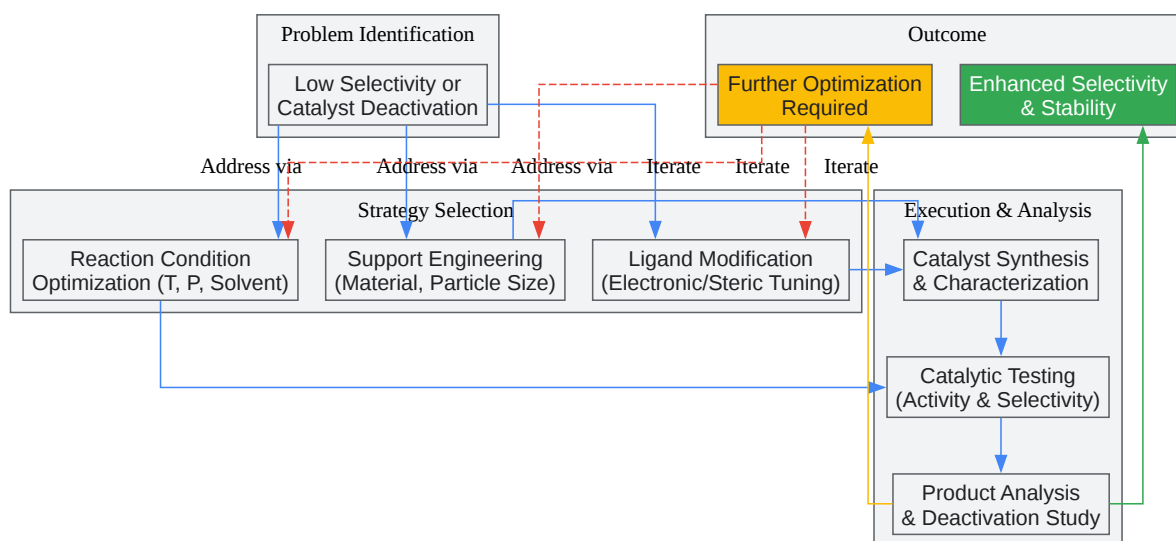 Problem Identification
Low Selectivity or
Catalyst Deactivation
Outcome
Further Optimization
Required
Enhanced Selectivity
& Stability
Address via
Address via
Address via
Iterate
Iterate
Iterate
Strategy Selection
Reaction Condition
Optimization (T, P, Solvent)
Support Engineering
(Material, Particle Size)
Ligand Modification
(Electronic/Steric Tuning)
Execution & Analysis
Catalyst Synthesis
& Characterization
Catalytic Testing
(Activity & Selectivity)
Product Analysis
& Deactivation Study